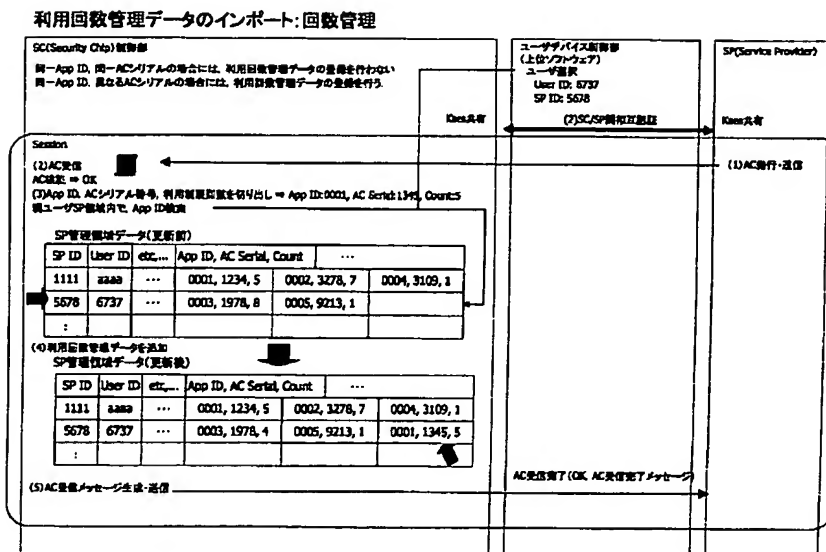 利用回数管理データのインポート:回数管理
SC(Security Chip)制御部
同一App ID, 同一ACシリアルの場合には, 利用回数管理データの登録を行わない
同一App ID, 異なるACシリアルの場合には, 利用回数管理データの登録を行う
ユーザデバイス制御部
(上位ソフトウェア)
ユーザ選択
User ID: 6737
SP ID: 5678
SP(Service Provider)
Kses共有
(2)SC/SP間相互認証
Kses共有
Session
(1)AC発行・送信
(2)AC受信
AC検証 ⇒ OK
(3)App ID, ACシリアル番号, 利用制限回数を切り出し ⇒ App ID:0001, AC Serial:1345, Count:5
ユーザSP領域内で, App ID検索
SP管理領域データ(更新前)
SP ID User ID etc,... App ID, AC Serial, Count …
1111 aaaa … 0001, 1234, 5 0002, 3278, 7 0004, 3109, 1
5678 6737 … 0003, 1978, 8 0005, 9213, 1
:
(4)利用回数管理データを追加
SP管理領域データ(更新後)
SP ID User ID etc,... App ID, AC Serial, Count …
1111 aaaa … 0001, 1234, 5 0002, 3278, 7 0004, 3109, 1
5678 6737 … 0003, 1978, 4 0005, 9213, 1 0001, 1345, 5
:
AC受信完了(OK, AC受信完了メッセージ)
(5)AC受信メッセージ生成・送信